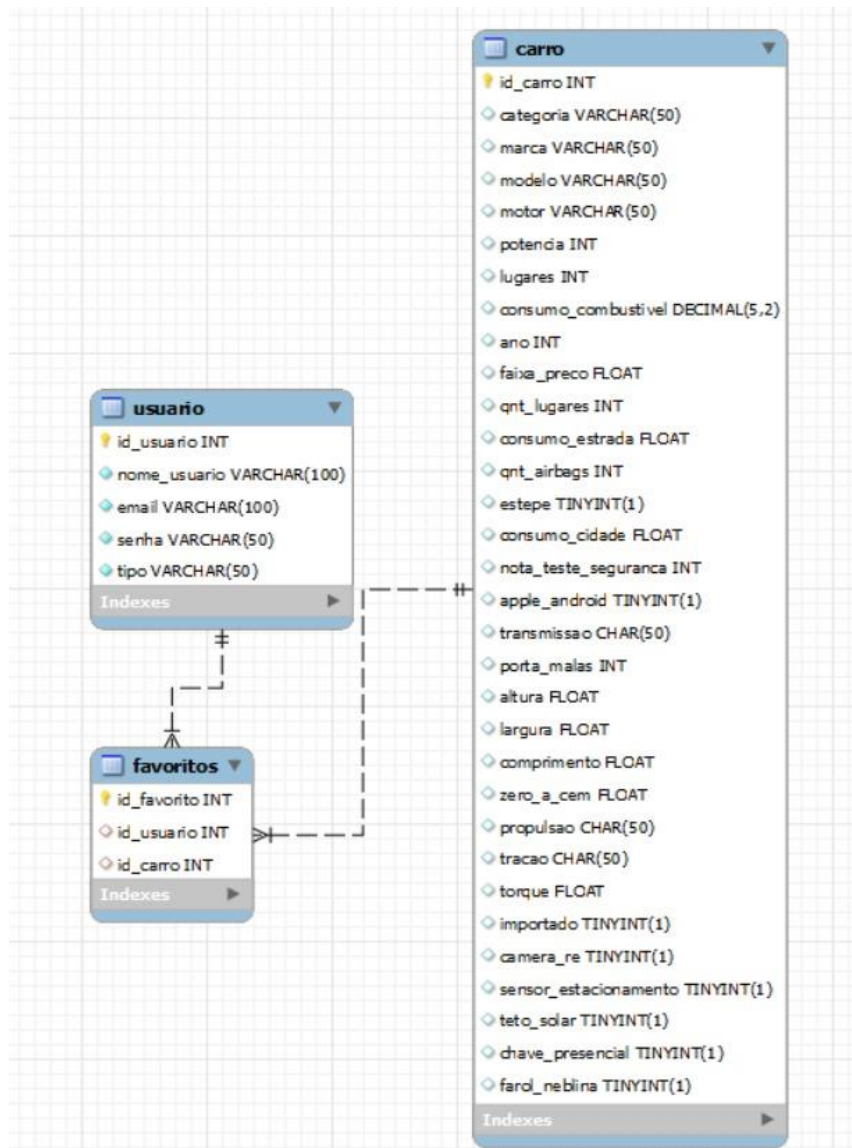 carro
id_carro INT
categoria VARCHAR(50)
marca VARCHAR(50)
modelo VARCHAR(50)
motor VARCHAR(50)
potencia INT
lugares INT
consumo_combustivel DECIMAL(5,2)
ano INT
faixa_preco FLOAT
qnt_lugares INT
consumo_estrada FLOAT
qnt_airbags INT
estepe TINYINT(1)
consumo_cidade FLOAT
nota_teste_seguranca INT
apple_android TINYINT(1)
transmissao CHAR(50)
porta_malas INT
altura FLOAT
largura FLOAT
comprimento FLOAT
zero_a_cem FLOAT
propulsao CHAR(50)
tracao CHAR(50)
torque FLOAT
importado TINYINT(1)
camera_re TINYINT(1)
sensor_estacionamento TINYINT(1)
teto_solar TINYINT(1)
chave_presencial TINYINT(1)
farol_neblina TINYINT(1)
Indexes
usuario
id_usuario INT
nome_usuario VARCHAR(100)
email VARCHAR(100)
senha VARCHAR(50)
tipo VARCHAR(50)
Indexes
favoritos
id_favorito INT
id_usuario INT
id_carro INT
Indexes